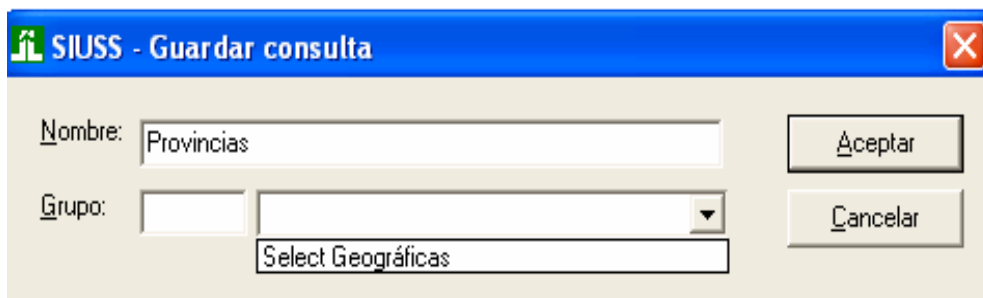 SIUSS - Guardar consulta
Nombre: Provincias Aceptar
Grupo: Cancelar
Select Geográficas